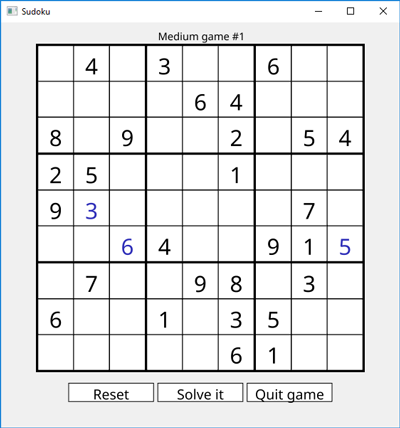 Sudoku
Medium game #1
4 3 6
6 4
8 9 2 5 4
2 5 1
9 3 7
6 4 9 1 5
7 9 8 3
6 1 3 5
6 1
Reset Solve it Quit game